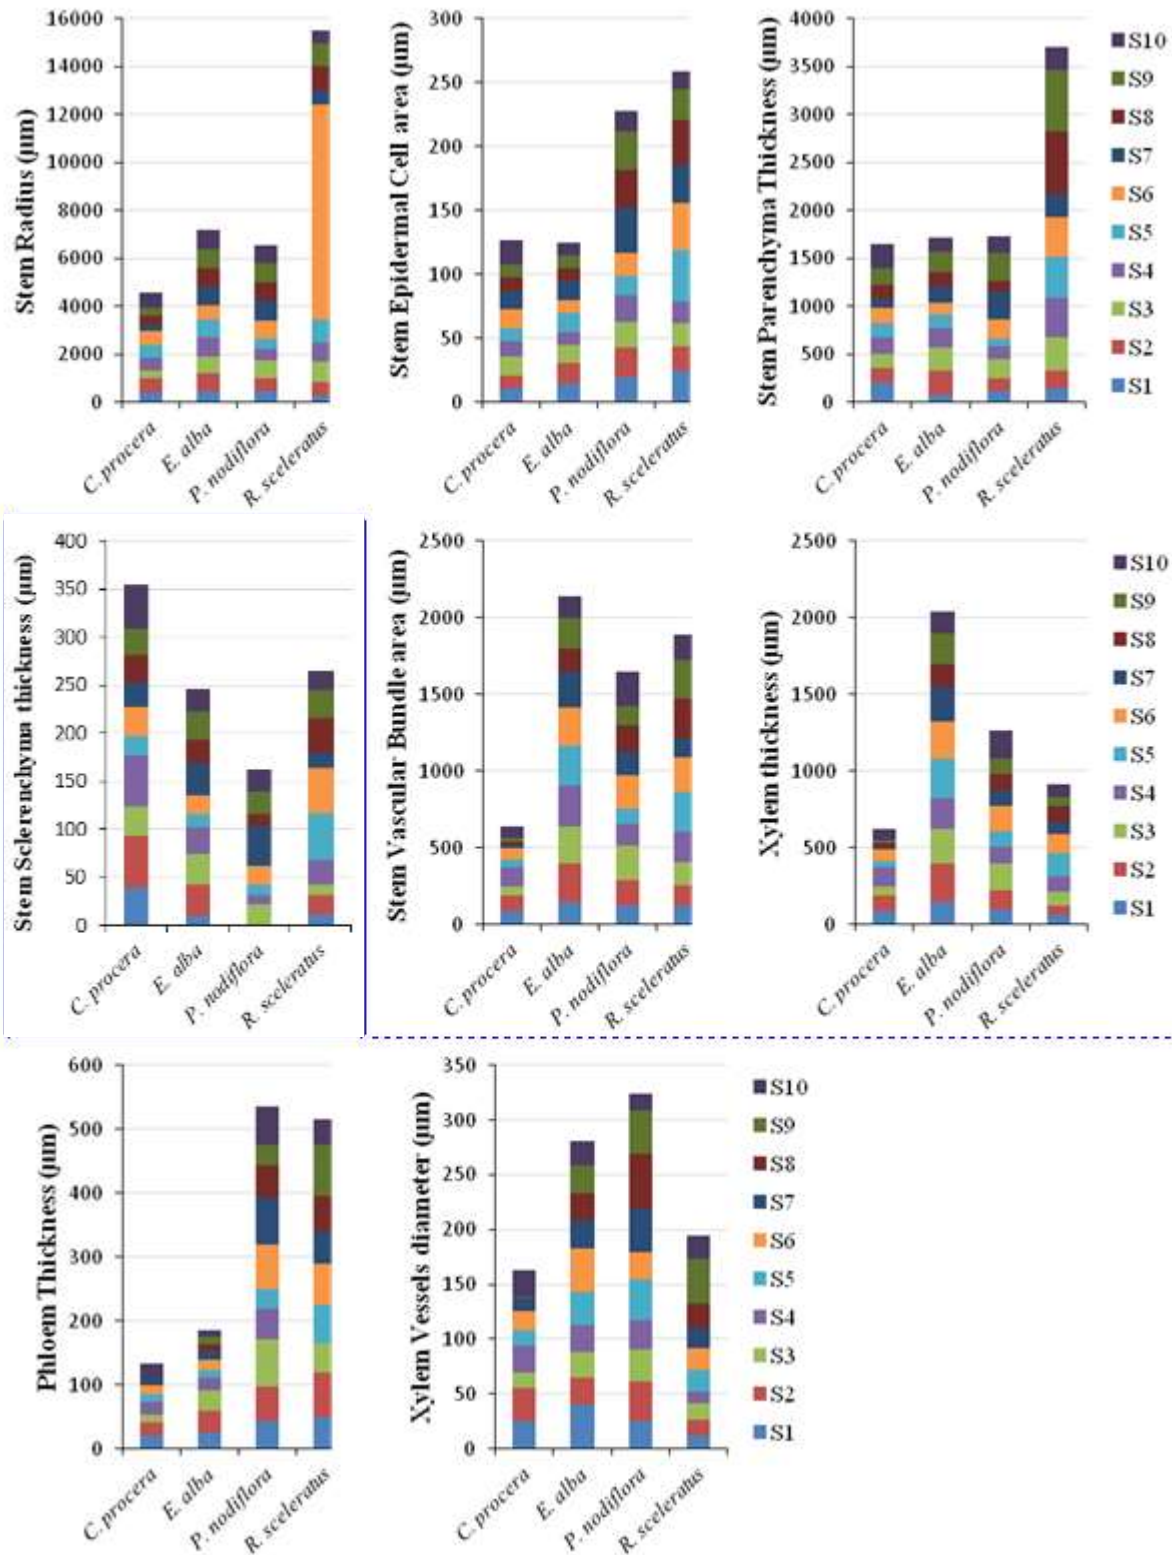 Stem Radius (µm)
16000
14000
12000
10000
8000
6000
4000
2000
0
C. procera
E. alba
P. nodiflora
R. sceleratus
Stem Epidermal Cell area (µm)
300
250
200
150
100
50
0
C. procera
E. alba
P. nodiflora
R. sceleratus
Stem Parenchyma Thickness (µm)
4000
3500
3000
2500
2000
1500
1000
500
0
C. procera
E. alba
P. nodiflora
R. sceleratus
S10
S9
S8
S7
S6
S5
S4
S3
S2
S1
Stem Sclerenchyma thickness (µm)
400
350
300
250
200
150
100
50
0
C. procera
E. alba
P. nodiflora
R. sceleratus
Stem Vascular Bundle area (µm)
2500
2000
1500
1000
500
0
C. procera
E. alba
P. nodiflora
R. sceleratus
Xylem thickness (µm)
2500
2000
1500
1000
500
0
C. procera
E. alba
P. nodiflora
R. sceleratus
S10
S9
S8
S7
S6
S5
S4
S3
S2
S1
Phloem Thickness (µm)
600
500
400
300
200
100
0
C. procera
E. alba
P. nodiflora
R. sceleratus
Xylem Vessels diameter (µm)
350
300
250
200
150
100
50
0
C. procera
E. alba
P. nodiflora
R. sceleratus
S10
S9
S8
S7
S6
S5
S4
S3
S2
S1